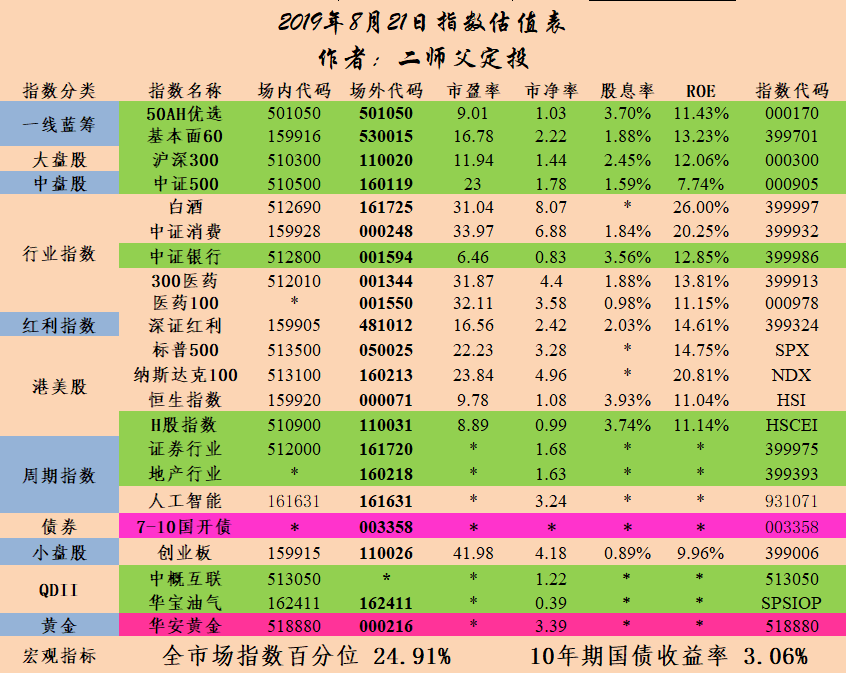 2019年8月21日指数估值表
作者：二师父定投
指数分类 指数名称 场内代码 场外代码 市盈率 市净率 股息率 ROE 指数代码
一线蓝筹 50AH优选 501050 501050 9.01 1.03 3.70% 11.43% 000170
基本面60 159916 530015 16.78 2.22 1.88% 13.23% 399701
大盘股 沪深300 510300 110020 11.94 1.44 2.45% 12.06% 000300
中盘股 中证500 510500 160119 23 1.78 1.59% 7.74% 000905
行业指数 白酒 512690 161725 31.04 8.07 * 26.00% 399997
中证消费 159928 000248 33.97 6.88 1.84% 20.25% 399932
中证银行 512800 001594 6.46 0.83 3.56% 12.85% 399986
300医药 512010 001344 31.87 4.4 1.88% 13.81% 399913
医药100 * 001550 32.11 3.58 0.98% 11.15% 000978
红利指数 深证红利 159905 481012 16.56 2.42 2.03% 14.61% 399324
港美股 标普500 513500 050025 22.23 3.28 * 14.75% SPX
纳斯达克100 513100 160213 23.84 4.96 * 20.81% NDX
恒生指数 159920 000071 9.78 1.08 3.93% 11.04% HSI
H股指数 510900 110031 8.89 0.99 3.74% 11.14% HSCEI
周期指数 证券行业 512000 161720 * 1.68 * * 399975
地产行业 * 160218 * 1.63 * * 399393
人工智能 161631 161631 * 3.24 * * 931071
债券 7-10国开债 * 003358 * * * * 003358
小盘股 创业板 159915 110026 41.98 4.18 0.89% 9.96% 399006
QDII 中概互联 513050 * * 1.22 * * 513050
华宝油气 162411 162411 * 0.39 * * SPSIOP
黄金 华安黄金 518880 000216 * 3.39 * * 518880
宏观指标 全市场指数百分位 24.91% 10年期国债收益率 3.06%